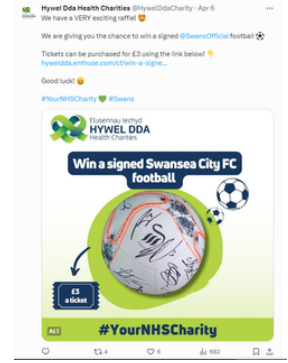 Hywel Dda Health Charities @HywelDdaCharity · Apr 6
We have a VERY exciting raffle! 🤩
We are giving you the chance to win a signed @SwansOfficial football ⚽
Tickets can be purchased for £3 using the link below! 👇
hywelddda.enthuse.com/cf/win-a-signe...
Good luck! 😀
#YourNHSCharity 💚 #Swans
Elusennau Iechyd
HYWEL DDA
Health Charities
Win a signed Swansea City FC
football
£3
a ticket
ALT
#YourNHSCharity
4
6
682